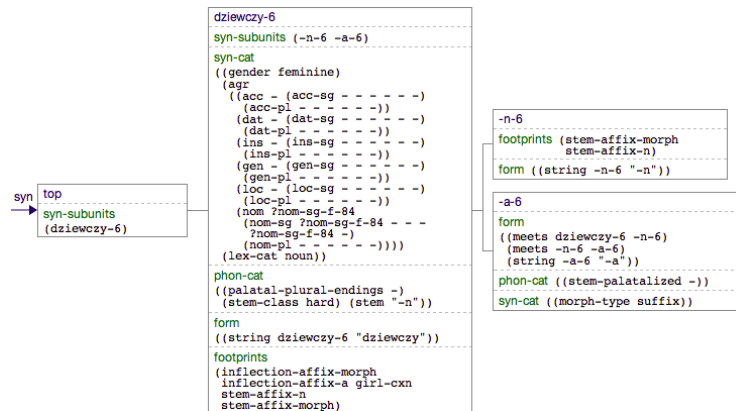 syn
top
syn-subunits
(dziewczy-6)
dziewczy-6
syn-subunits (-n-6 -a-6)
syn-cat
((gender feminine)
(agr
((acc - (acc-sg - - - - - -)
(acc-pl - - - - - -))
(dat - (dat-sg - - - - - -)
(dat-pl - - - - - -))
(ins - (ins-sg - - - - - -)
(ins-pl - - - - - -))
(gen - (gen-sg - - - - - -)
(gen-pl - - - - - -))
(loc - (loc-sg - - - - - -)
(loc-pl - - - - - -))
(nom ?nom-sg-f-84
(nom-sg ?nom-sg-f-84 - - -
?nom-sg-f-84 -)
(nom-pl - - - - - -))))
(lex-cat noun))
phon-cat
((palatal-plural-endings -)
(stem-class hard) (stem "-n"))
form
((string dziewczy-6 "dziewczy"))
footprints
(inflection-affix-morph
inflection-affix-a girl-cxn
stem-affix-n
stem-affix-morph)
-n-6
footprints (stem-affix-morph
stem-affix-n)
form ((string -n-6 "-n"))
-a-6
form
((meets dziewczy-6 -n-6)
(meets -n-6 -a-6)
(string -a-6 "-a"))
phon-cat ((stem-palatalized -))
syn-cat ((morph-type suffix))